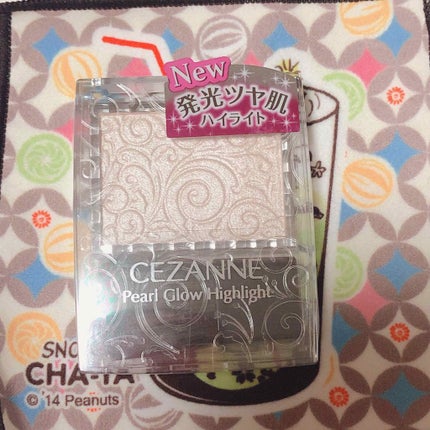 New
発光ツヤ肌
ハイライト
CEZANNE
Pearl Glow Highlight
CHA-YA
© '14 Peanuts